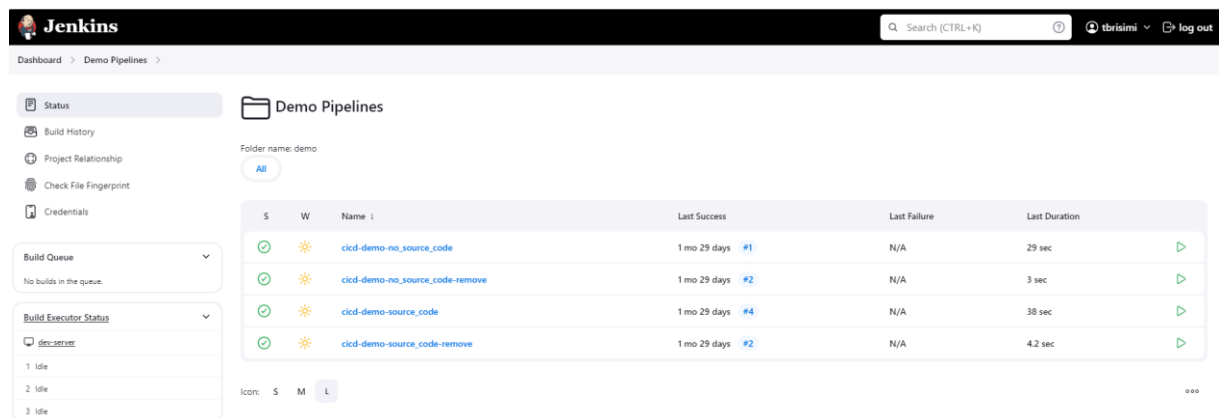 Jenkins
Search (CTRL+K)
tbrisimi
log out
Dashboard > Demo Pipelines >
Status
Build History
Project Relationship
Check File Fingerprint
Credentials
Build Queue
No builds in the queue.
Build Executor Status
dev-server
1 Idle
2 Idle
3 Idle
Demo Pipelines
Folder name: demo
All
S W Name ↓ Last Success Last Failure Last Duration
cicd-demo-no_source_code 1 mo 29 days #1 N/A 29 sec
cicd-demo-no_source_code-remove 1 mo 29 days #2 N/A 3 sec
cicd-demo-source_code 1 mo 29 days #4 N/A 38 sec
cicd-demo-source_code-remove 1 mo 29 days #2 N/A 4.2 sec
Icon: S M L